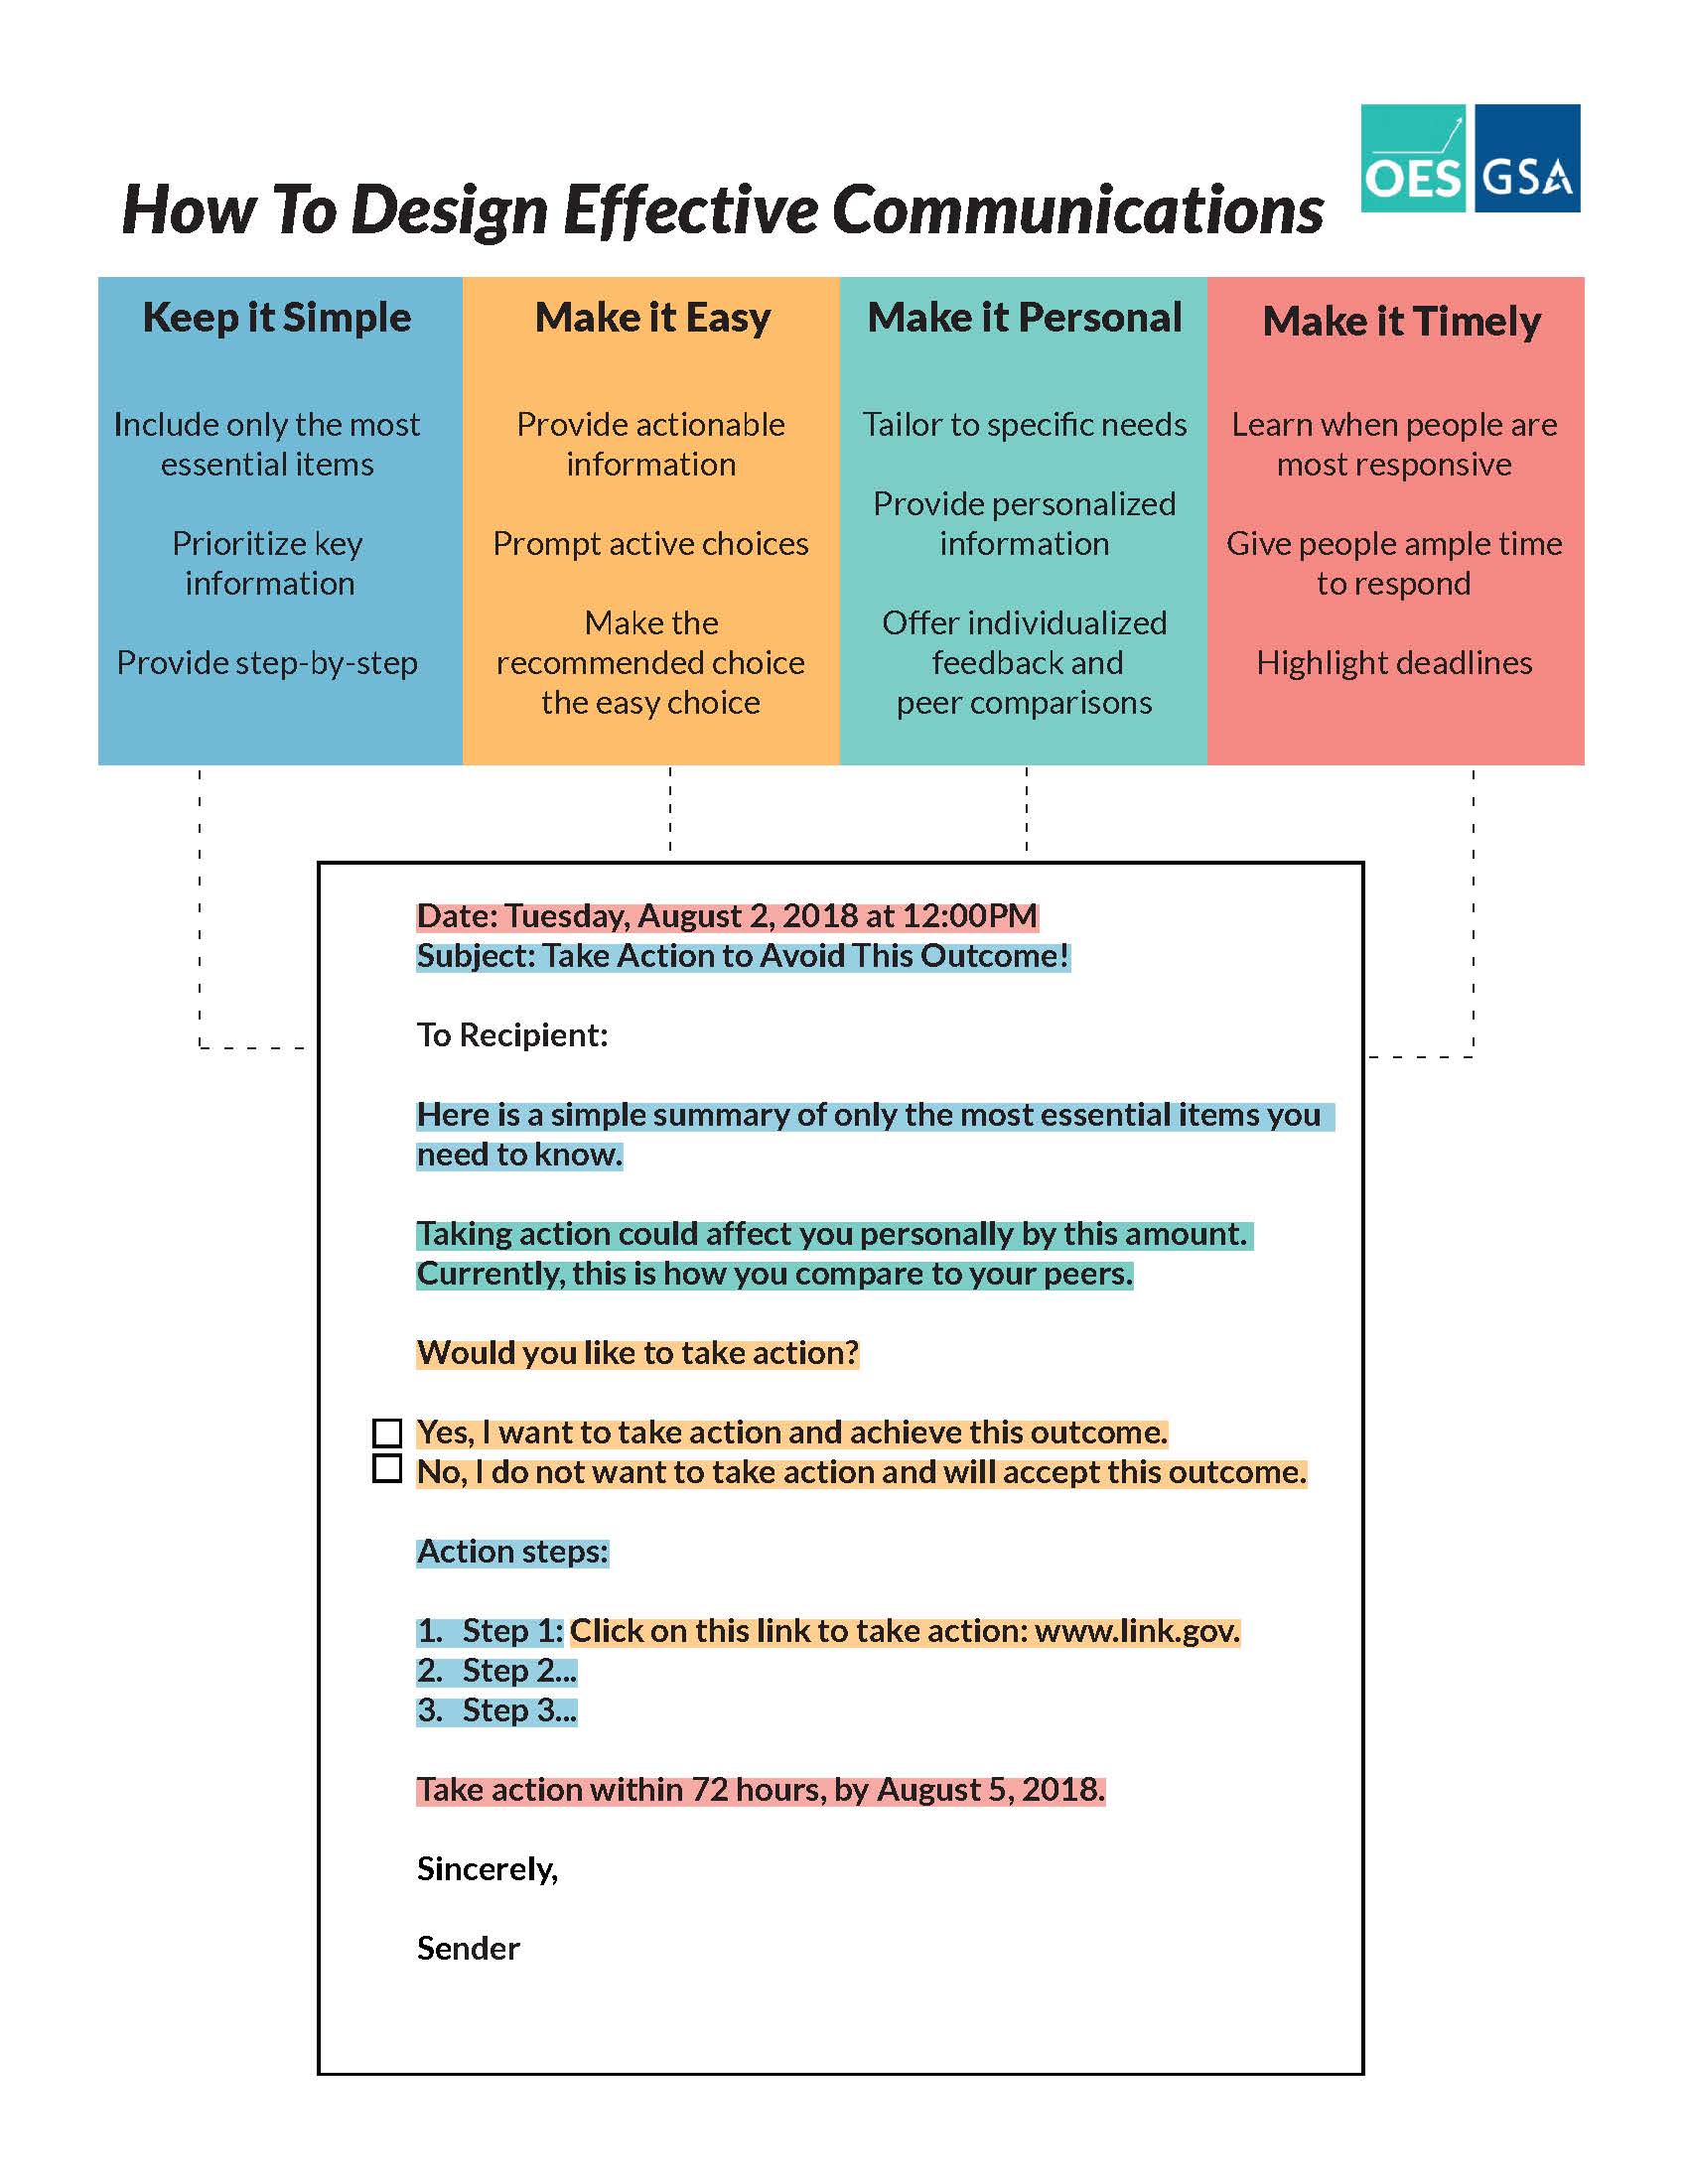 OES GSA
How To Design Effective Communications
Keep it Simple
Include only the most
essential items
Prioritize key
information
Provide step-by-step
Make it Easy
Provide actionable
information
Prompt active choices
Make the
recommended choice
the easy choice
Make it Personal
Tailor to specific needs
Provide personalized
information
Offer individualized
feedback and
peer comparisons
Make it Timely
Learn when people are
most responsive
Give people ample time
to respond
Highlight deadlines
Date: Tuesday, August 2, 2018 at 12:00PM
Subject: Take Action to Avoid This Outcome!
To Recipient:
Here is a simple summary of only the most essential items you
need to know.
Taking action could affect you personally by this amount.
Currently, this is how you compare to your peers.
Would you like to take action?
Yes, I want to take action and achieve this outcome.
No, I do not want to take action and will accept this outcome.
Action steps:
1. Step 1: Click on this link to take action: www.link.gov.
2. Step 2...
3. Step 3...
Take action within 72 hours, by August 5, 2018.
Sincerely,
Sender